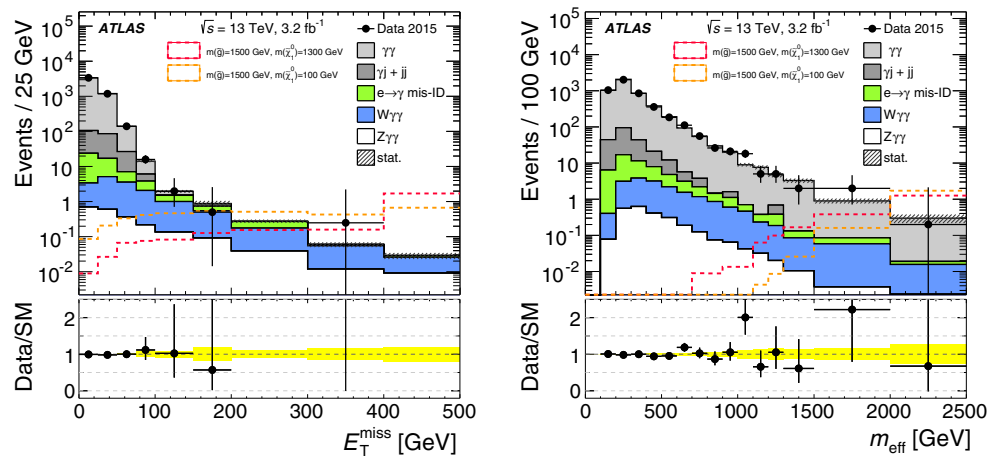 ATLAS
√s = 13 TeV, 3.2 fb⁻¹
m(g̃)=1500 GeV, m(χ̃₁⁰)=1300 GeV
m(g̃)=1500 GeV, m(χ̃₁⁰)=100 GeV
Data 2015
γγ
γj + jj
e→γ mis-ID
Wγγ
Zγγ
stat.
Events / 25 GeV
10⁵
10⁴
10³
10²
10
1
10⁻¹
10⁻²
Data/SM
2
1
0
0 100 200 300 400 500
E_T^miss [GeV]
ATLAS
√s = 13 TeV, 3.2 fb⁻¹
m(g̃)=1500 GeV, m(χ̃₁⁰)=1300 GeV
m(g̃)=1500 GeV, m(χ̃₁⁰)=100 GeV
Data 2015
γγ
γj + jj
e→γ mis-ID
Wγγ
Zγγ
stat.
Events / 100 GeV
10⁵
10⁴
10³
10²
10
1
10⁻¹
10⁻²
Data/SM
2
1
0
0 500 1000 1500 2000 2500
m_eff [GeV]